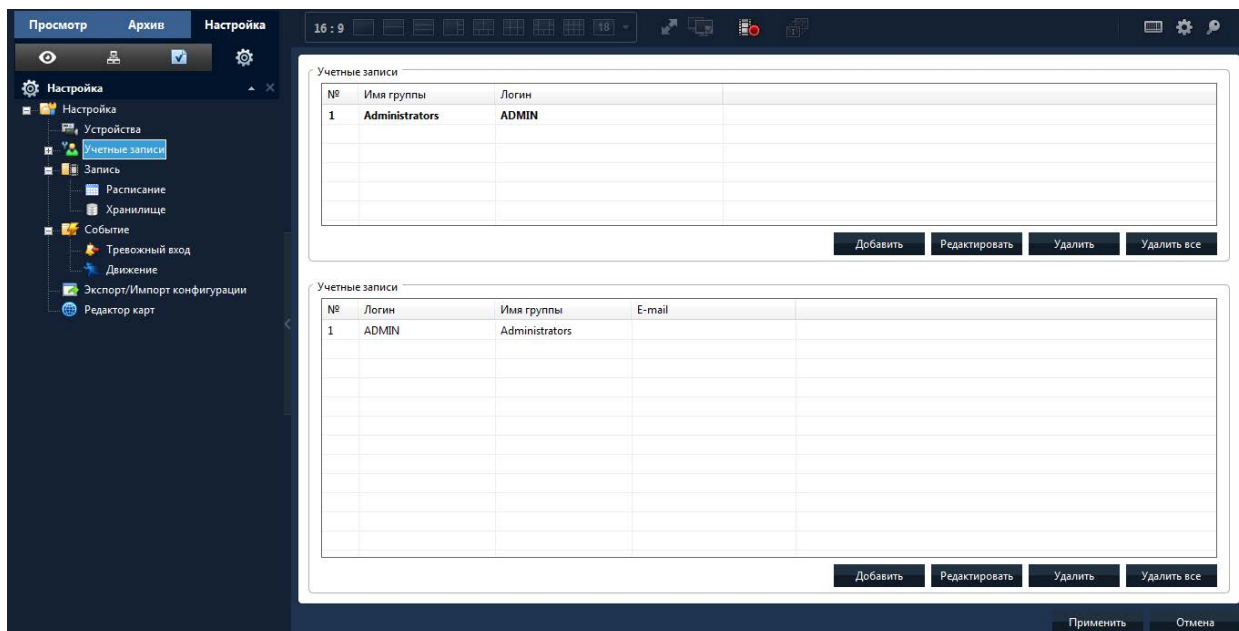 Просмотр Архив Настройка
16 : 9 18
Настройка
Настройка
Устройства
Учетные записи
Запись
Расписание
Хранилище
Событие
Тревожный вход
Движение
Экспорт/Импорт конфигурации
Редактор карт
Учетные записи
№ Имя группы Логин
1 Administrators ADMIN
Добавить Редактировать Удалить Удалить все
Учетные записи
№ Логин Имя группы E-mail
1 ADMIN Administrators
Добавить Редактировать Удалить Удалить все
Применить Отмена